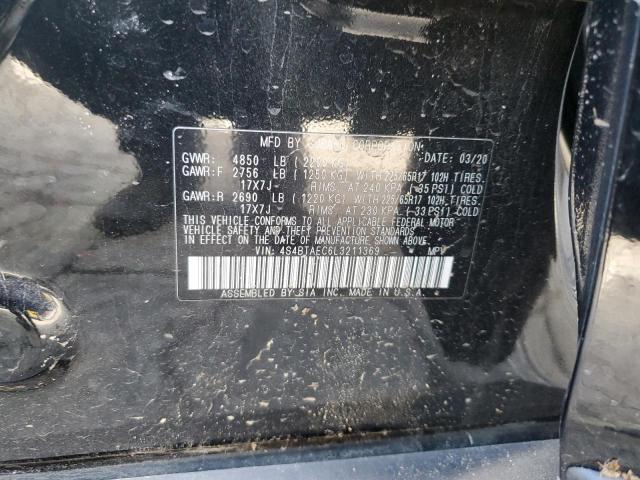 MFD BY SUBARU CORPORATION DATE: 03/20
GVWR: 4850 LB (2200 KG)
GAWR:F 2756 LB (1250 KG) WITH 225/65R17 102H TIRES,
17X7J RIMS, AT 240 KPA (35 PSI) COLD
GAWR:R 2690 LB (1220 KG) WITH 225/65R17 102H TIRES,
17X7J RIMS, AT 230 KPA (33 PSI) COLD
THIS VEHICLE CONFORMS TO ALL APPLICABLE FEDERAL MOTOR
VEHICLE SAFETY STANDARDS IN EFFECT ON THE DATE OF
MANUFACTURE SHOWN ABOVE.
VIN: 4S4BTAEC6L3211369 MPV
ASSEMBLED BY SIA INC. MADE IN U.S.A.